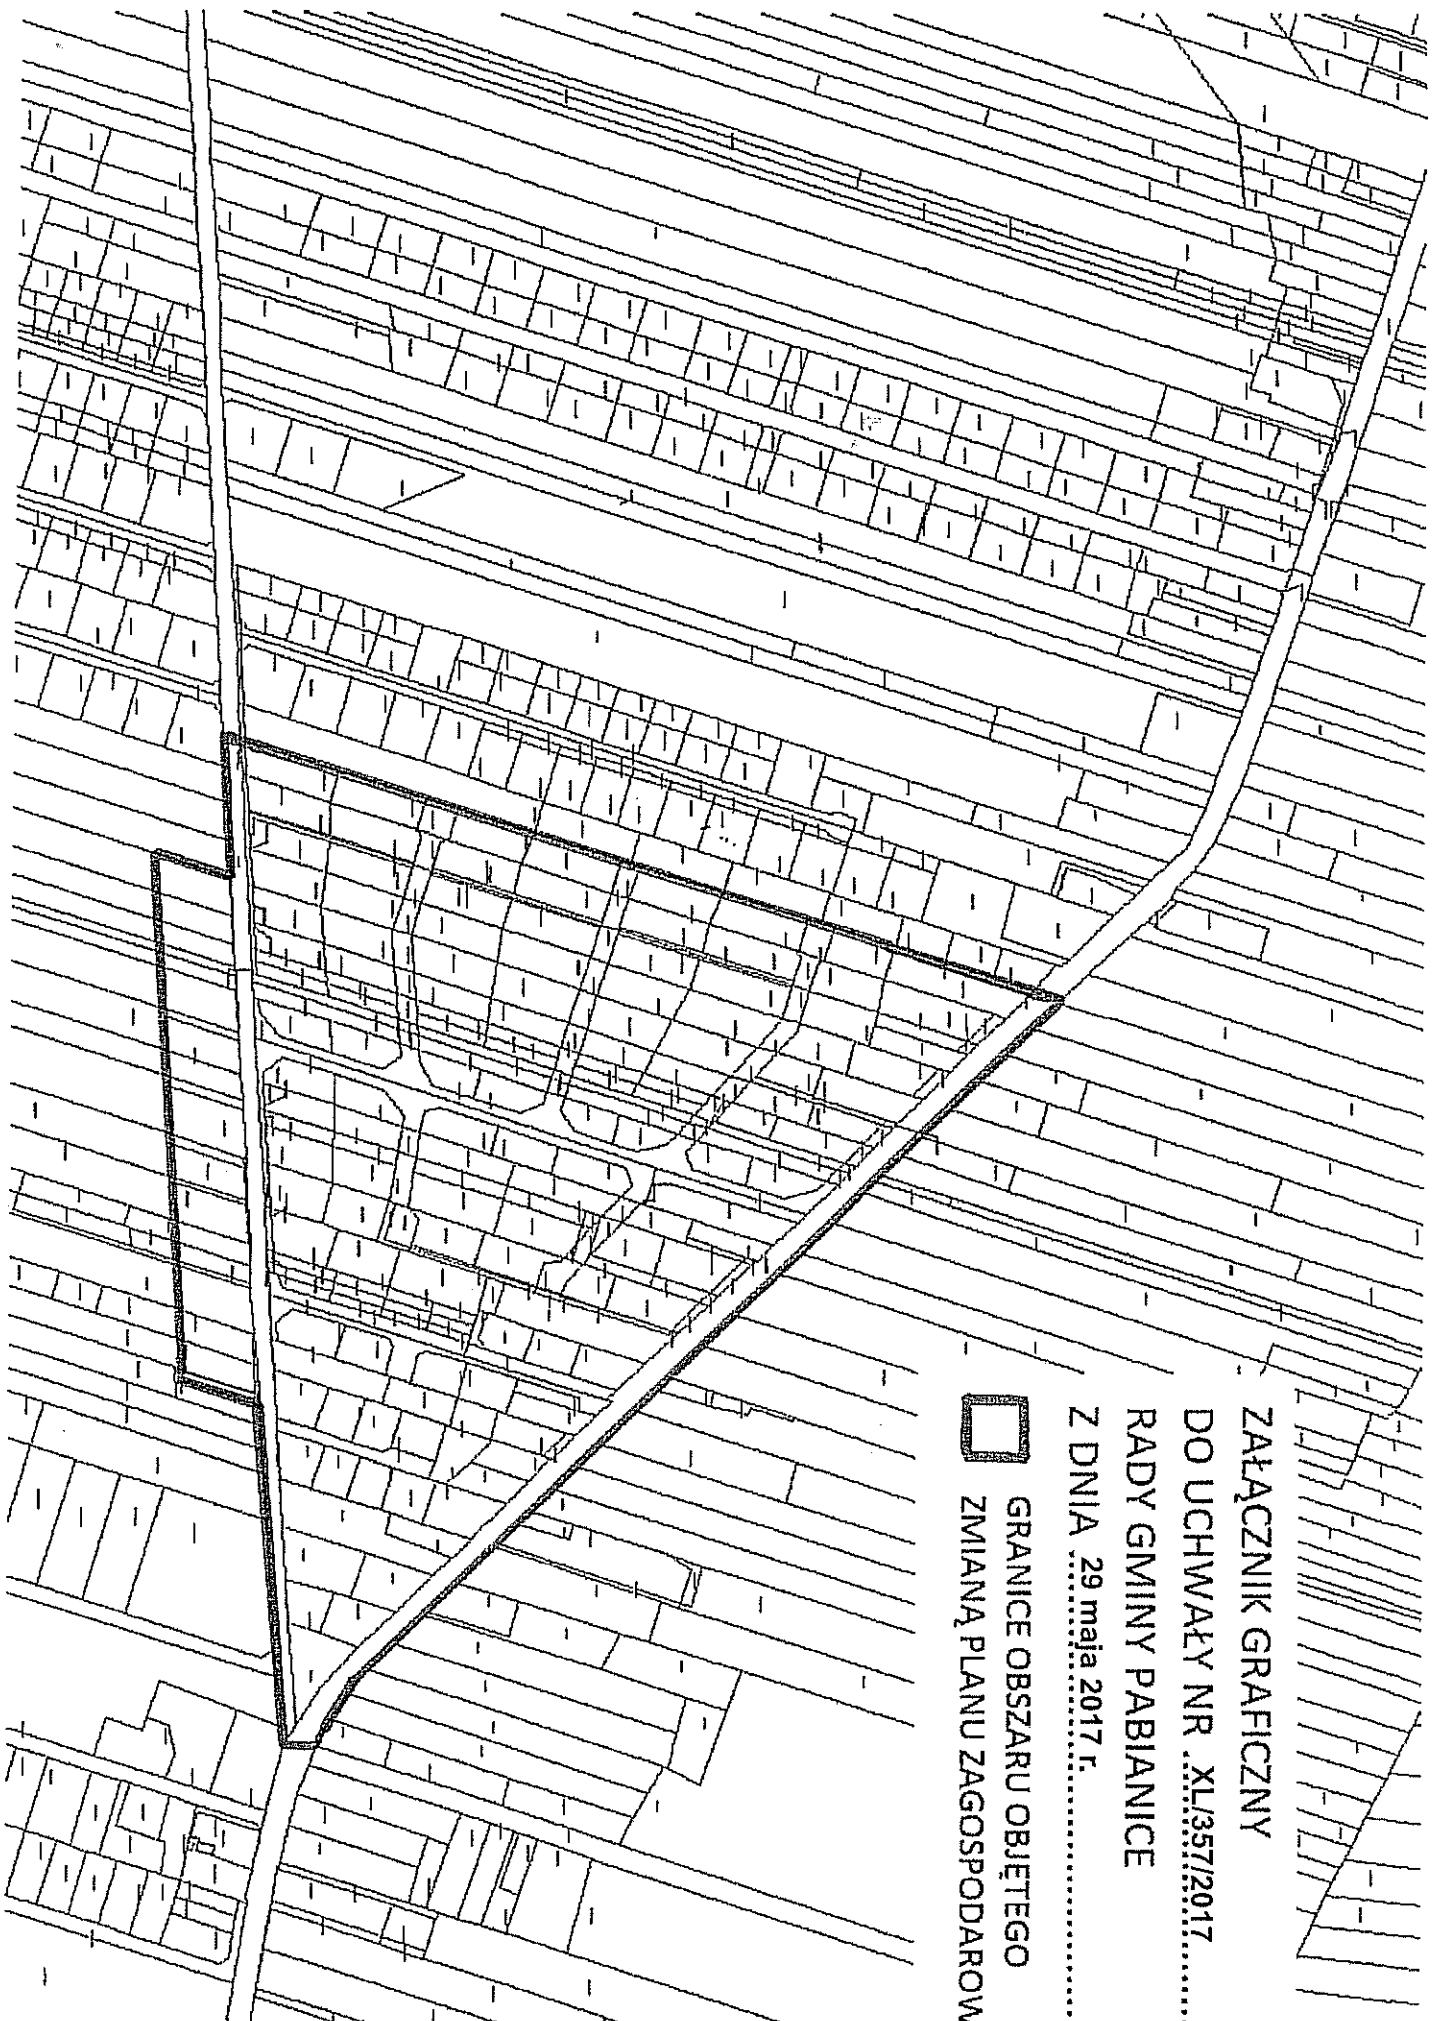 ZAŁĄCZNIK GRAFICZNY
DO UCHWAŁY NR ...XL/357/2017.........
RADY GMINY PABIANICE
Z DNIA ...29 maja 2017 r...................
GRANICE OBSZARU OBJĘTEGO
ZMIANĄ PLANU ZAGOSPODAROW